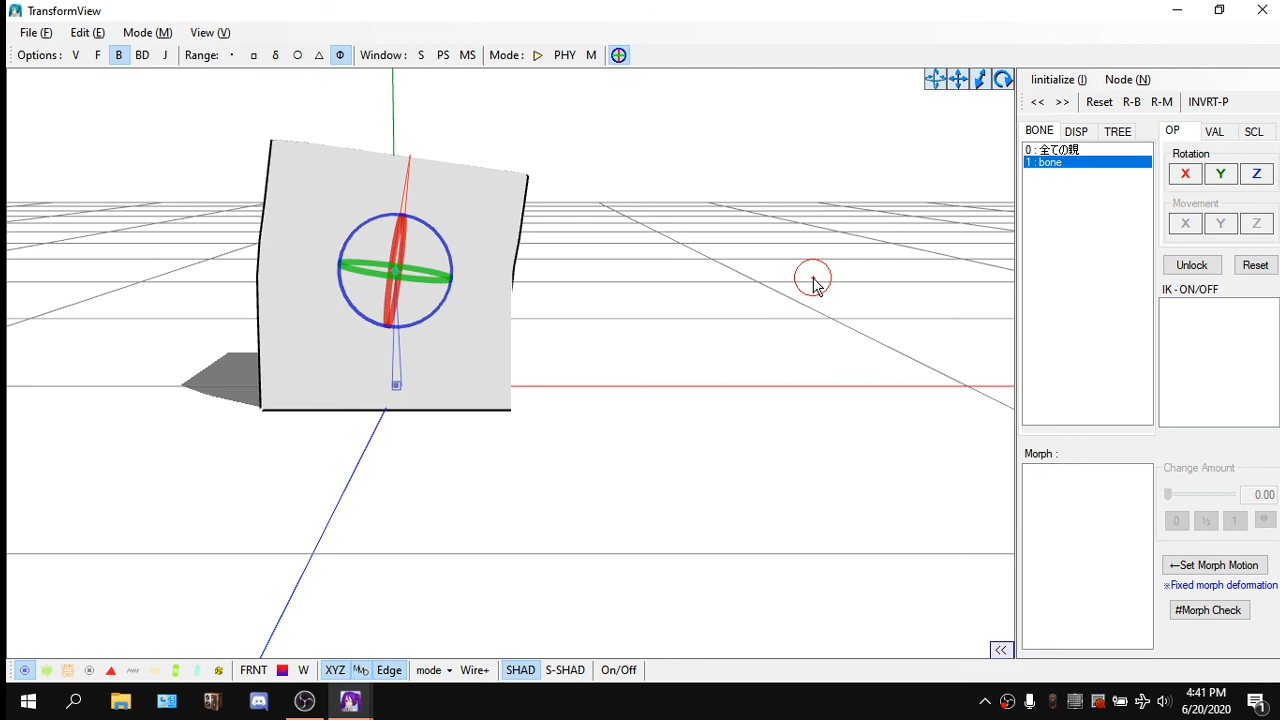 TransformView
File (F) Edit (E) Mode (M) View (V)
Options: V F B BD J Range: · □ δ ○ △ Φ Window: S PS MS Mode: ▷ PHY M
Iinitialize (I) Node (N)
<< >> Reset R-B R-M INVRT-P
BONE DISP TREE OP VAL SCL
0 : 全ての親
1 : bone
Rotation
X Y Z
Movement
X Y Z
Unlock Reset
IK - ON/OFF
Morph :
Change Amount
0.00
0 ½ 1
←Set Morph Motion
※Fixed morph deformation
#Morph Check
<<
FRNT W XYZ Edge mode Wire+ SHAD S-SHAD On/Off
4:41 PM
6/20/2020
1